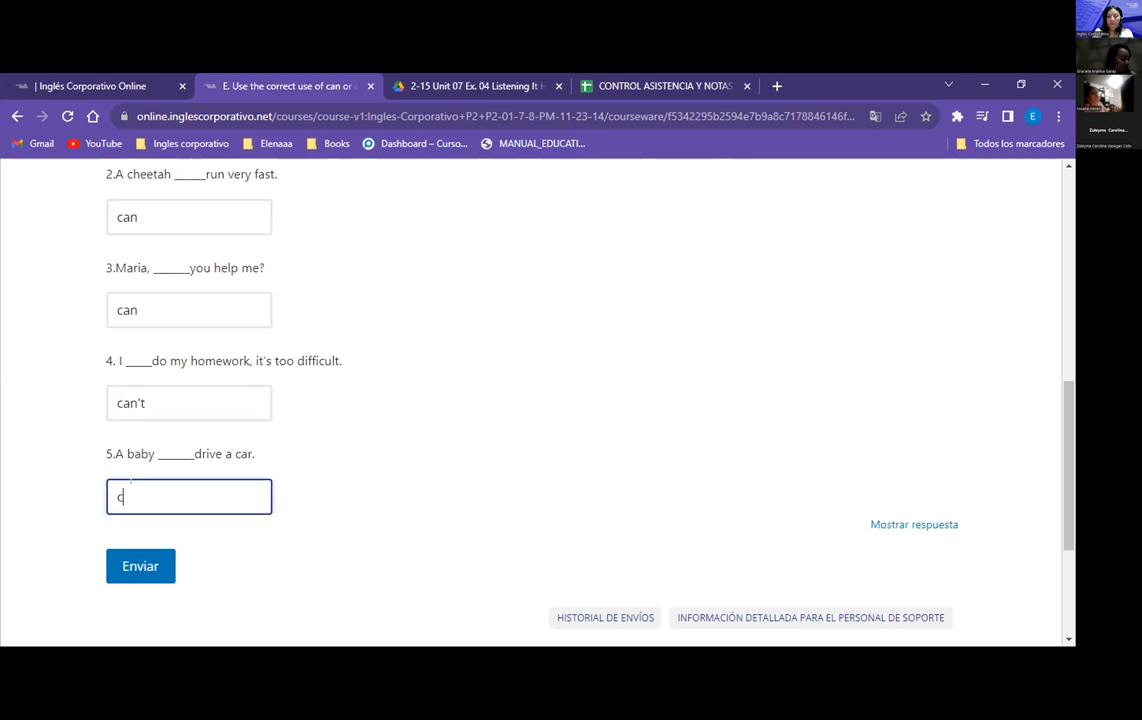 | Inglés Corporativo Online
E. Use the correct use of can or c
2-15 Unit 07 Ex. 04 Listening It H
CONTROL ASISTENCIA Y NOTAS
online.inglescorporativo.net/courses/course-v1:Ingles-Corporativo+P2+P2-01-7-8-PM-11-23-14/courseware/f5342295b2594e7b9a8c7178846146f...
E
Gmail
YouTube
Ingles corporativo
Elenaaa
Books
Dashboard – Curso...
MANUAL_EDUCATI...
Todos los marcadores
2.A cheetah ______run very fast.
can
3.Maria, _______you help me?
can
4. I _____do my homework, it's too difficult.
can't
5.A baby _______drive a car.
c
Mostrar respuesta
Enviar
HISTORIAL DE ENVÍOS
INFORMACIÓN DETALLADA PARA EL PERSONAL DE SOPORTE
Zuleyma Carolina...